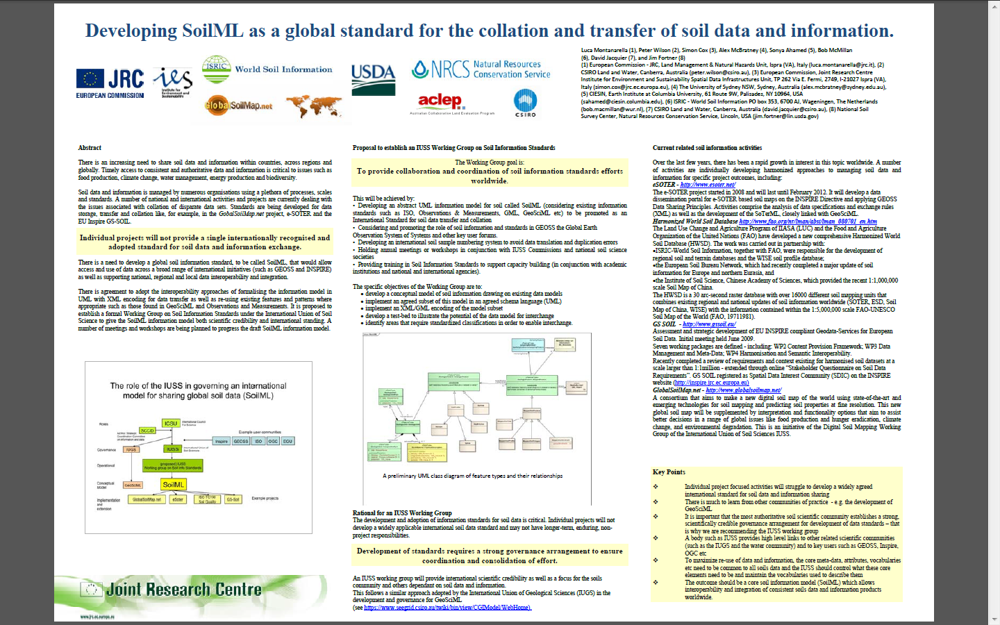 Developing SoilML as a global standard for the collation and transfer of soil data and information.
JRC
EUROPEAN COMMISSION
ies
Institute for
Environment and
Sustainability
ISRIC
World Soil Information
GlobalSoilMap.net
USDA
NRCS
Natural Resources
Conservation Service
aclep
Australian Collaborative Land Evaluation Program
CSIRO
Luca Montanarella (1), Peter Wilson (2), Simon Cox (3), Alex McBratney (4), Sonya Ahamed (5), Bob McMillan
(6), David Jacquier (7), and Jim Fortner (8)
(1) European Commission - JRC, Land Management & Natural Hazards Unit, Ispra (VA), Italy (luca.montanarella@jrc.it), (2)
CSIRO Land and Water, Canberra, Australia (peter.wilson@csiro.au), (3) European Commission, Joint Research Centre
Institute for Environment and Sustainability Spatial Data Infrastructures Unit, TP 262 Via E. Fermi, 2749, I-21027 Ispra (VA),
Italy (simon.cox@jrc.ec.europa.eu), (4) The University of Sydney NSW, Sydney, Australia (alex.mcbratney@sydney.edu.au),
(5) CIESIN, Earth Institute at Columbia University, 61 Route 9W, Palisades, NY 10964, USA
(sahamed@ciesin.columbia.edu), (6) ISRIC - World Soil Information PO box 353, 6700 AJ, Wageningen, The Netherlands
(bob.macmillan@wur.nl), (7) CSIRO Land and Water, Canberra, Australia (david.jacquier@csiro.au), (8) National Soil
Survey Center, Natural Resources Conservation Service, Lincoln, USA (jim.fortner@lin.usda.gov)
Abstract
There is an increasing need to share soil data and information within countries, across regions and
globally. Timely access to consistent and authoritative data and information is critical to issues such as
food production, climate change, water management, energy production and biodiversity.
Soil data and information is managed by numerous organisations using a plethora of processes, scales
and standards. A number of national and international activities and projects are currently dealing with
the issues associated with collation of disparate data sets. Standards are being developed for data
storage, transfer and collation like, for example, in the GobalSoilMap.net project, e-SOTER and the
EU Inspire GS-SOIL.
Individual projects will not provide a single internationally recognised and
adopted standard for soil data and information exchange.
There is a need to develop a global soil information standard, to be called SoilML, that would allow
access and use of data across a broad range of international initiatives (such as GEOSS and INSPIRE)
as well as supporting national, regional and local data interoperability and integration.
There is agreement to adopt the interoperability approaches of formalising the information model in
UML with XML encoding for data transfer as well as re-using existing features and patterns where
appropriate such as those found in GeoSciML and Observations and Measurements. It is proposed to
establish a formal Working Group on Soil Information Standards under the International Union of Soil
Science to give the SoilML information model both scientific credibility and international standing. A
number of meetings and workshops are being planned to progress the draft SoilML information model.
The role of the IUSS in governing an international
model for sharing global soil data (SoilML)
Roles
ICSU
International Council
For Science
SCCID
Example user communities
Inspire GEOSS ISO OGC EGU
Governance
IUGS
IUSS
International Union of
Soil Sciences
Operational
(proposed) IUSS
Working group on Soil Info Standards
Conceptual
Model
GeoSciML
SoilML
Implementation
and
extension
GlobalSoilMap.net
eSoter
ISO TC190
Soil Quality
GS-Soil
Example projects
Joint Research Centre
www.jrc.ec.europa.eu
Proposal to establish an IUSS Working Group on Soil Information Standards
The Working Group goal is:
To provide collaboration and coordination of soil information standards efforts
worldwide.
This will be achieved by:
• Developing an abstract UML information model for soil called SoilML (considering existing information
standards such as ISO, Observations & Measurements, GML, GeoSciML etc) to be promoted as an
International Standard for soil data transfer and collation
• Considering and promoting the role of soil information and standards in GEOSS the Global Earth
Observation System of Systems and other key user forums.
• Developing an international soil sample numbering system to avoid data translation and duplication errors
• Holding annual meetings or workshops in conjunction with IUSS Commissions and national soil science
societies
• Providing training in Soil Information Standards to support capacity building (in conjunction with academic
institutions and national and international agencies).
The specific objectives of the Working Group are to:
• develop a conceptual model of soil information drawing on existing data models
• implement an agreed subset of this model in an agreed schema language (UML)
• implement an XML/GML encoding of the model subset
• develop a test-bed to illustrate the potential of the data model for interchange
• identify areas that require standardized classifications in order to enable interchange.
A preliminary UML class diagram of feature types and their relationships
Rational for an IUSS Working Group
The development and adoption of information standards for soil data is critical. Individual projects will not
develop a widely applicable international soil data standard and may not have longer-term, enduring, non-
project responsibilities.
Development of standards requires a strong governance arrangement to ensure
coordination and consolidation of effort.
An IUSS working group will provide international scientific credibility as well as a focus for the soils
community and others dependant on soil data and information.
This follows a similar approach adopted by the International Union of Geological Sciences (IUGS) in the
development and governance for GeoSciML
(see https://www.seegrid.csiro.au/twiki/bin/view/CGIModel/WebHome).
Current related soil information activities
Over the last few years, there has been a rapid growth in interest in this topic worldwide. A number
of activities are individually developing harmonized approaches to managing soil data and
information for specific project outcomes, including:
eSOTER - http://www.esoter.net/
The e-SOTER project started in 2008 and will last until February 2012. It will develop a data
dissemination portal for e-SOTER based soil maps on the INSPIRE Directive and applying GEOSS
Data Sharing Principles. Activities comprise the analysis of data specifications and exchange rules
(XML) as well as the development of the SoTerML, closely linked with GeoSciML.
Harmonized World Soil Database http://www.fao.org/nr/lman/abst/lman_080701_en.htm
The Land Use Change and Agriculture Program of IIASA (LUC) and the Food and Agriculture
Organization of the United Nations (FAO) have developed a new comprehensive Harmonized World
Soil Database (HWSD). The work was carried out in partnership with:
•ISRIC-World Soil Information, together with FAO, were responsible for the development of
regional soil and terrain databases and the WISE soil profile database;
•the European Soil Bureau Network, which had recently completed a major update of soil
information for Europe and northern Eurasia, and
•the Institute of Soil Science, Chinese Academy of Sciences, which provided the recent 1:1,000,000
scale Soil Map of China.
The HWSD is a 30 arc-second raster database with over 16000 different soil mapping units that
combines existing regional and national updates of soil information worldwide (SOTER, ESD, Soil
Map of China, WISE) with the information contained within the 1:5,000,000 scale FAO-UNESCO
Soil Map of the World (FAO, 19711981).
GS SOIL - http://www.gssoil.eu/
Assessment and strategic development of EU INSPIRE compliant Geodata-Services for European
Soil Data. Initial meeting held June 2009.
Seven working packages are defined - including: WP2 Content Provision Framework; WP3 Data
Management and Meta-Data; WP4 Harmonisation and Semantic Interoperability.
Recently completed a review of requirements and context existing for harmonised soil datasets at a
scale larger than 1:1million - extended through online "Stakeholder Questionnaire on Soil Data
Requirements". GS SOIL registered as Spatial Data Interest Community (SDIC) on the INSPIRE
website (http://inspire.jrc.ec.europa.eu)
GlobalSoilMap.net - http://www.globalsoilmap.net/
A consortium that aims to make a new digital soil map of the world using state-of-the-art and
emerging technologies for soil mapping and predicting soil properties at fine resolution. This new
global soil map will be supplemented by interpretation and functionality options that aim to assist
better decisions in a range of global issues like food production and hunger eradication, climate
change, and environmental degradation. This is an initiative of the Digital Soil Mapping Working
Group of the International Union of Soil Sciences IUSS.
Key Points
❖ Individual project focused activities will struggle to develop a widely agreed
international standard for soil data and information sharing
❖ There is much to learn from other communities of practice - e.g. the development of
GeoSciML
❖ It is important that the most authoritative soil scientific community establishes a strong,
scientifically credible governance arrangement for development of data standards – that
is why we are recommending the IUSS working group
❖ A body such as IUSS provides high level links to other related scientific communities
(such as the IUGS and the water community) and to key users such as GEOSS, Inspire,
OGC etc
❖ To maximize re-use of data and information, the core meta-data, attributes, vocabularies
etc need to be common to all soils data and the IUSS should control what these core
elements need to be and maintain the vocabularies used to describe them
❖ The outcome should be a core soil information model (SoilML) which allows
interoperability and integration of consistent soils data and information products
worldwide.